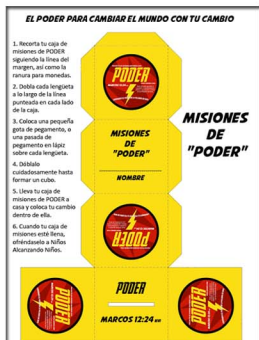 EL PODER PARA CAMBIAR EL MUNDO CON TU CAMBIO
1. Recorta tu caja de
misiones de PODER
siguiendo la línea del
margen, así como la
ranura para monedas.
2. Dobla cada lengüeta
a lo largo de la línea
punteada en cada lado
de la caja.
3. Coloca una pequeña
gota de pegamento, o
una pasada de
pegamento en lápiz
sobre cada lengüeta.
4. Dóblalo
cuidadosamente hasta
formar un cubo.
5. Lleva tu caja de
misiones de PODER a
casa y coloca tu cambio
dentro de ella.
6. Cuando tu caja de
misiones esté llena,
ofréndaselo a Niños
Alcanzando Niños.
PODER
MISIONES
DE
"PODER"
NOMBRE
MISIONES
DE
"PODER"
PODER
PODER
PODER
MARCOS 12:24
PODER